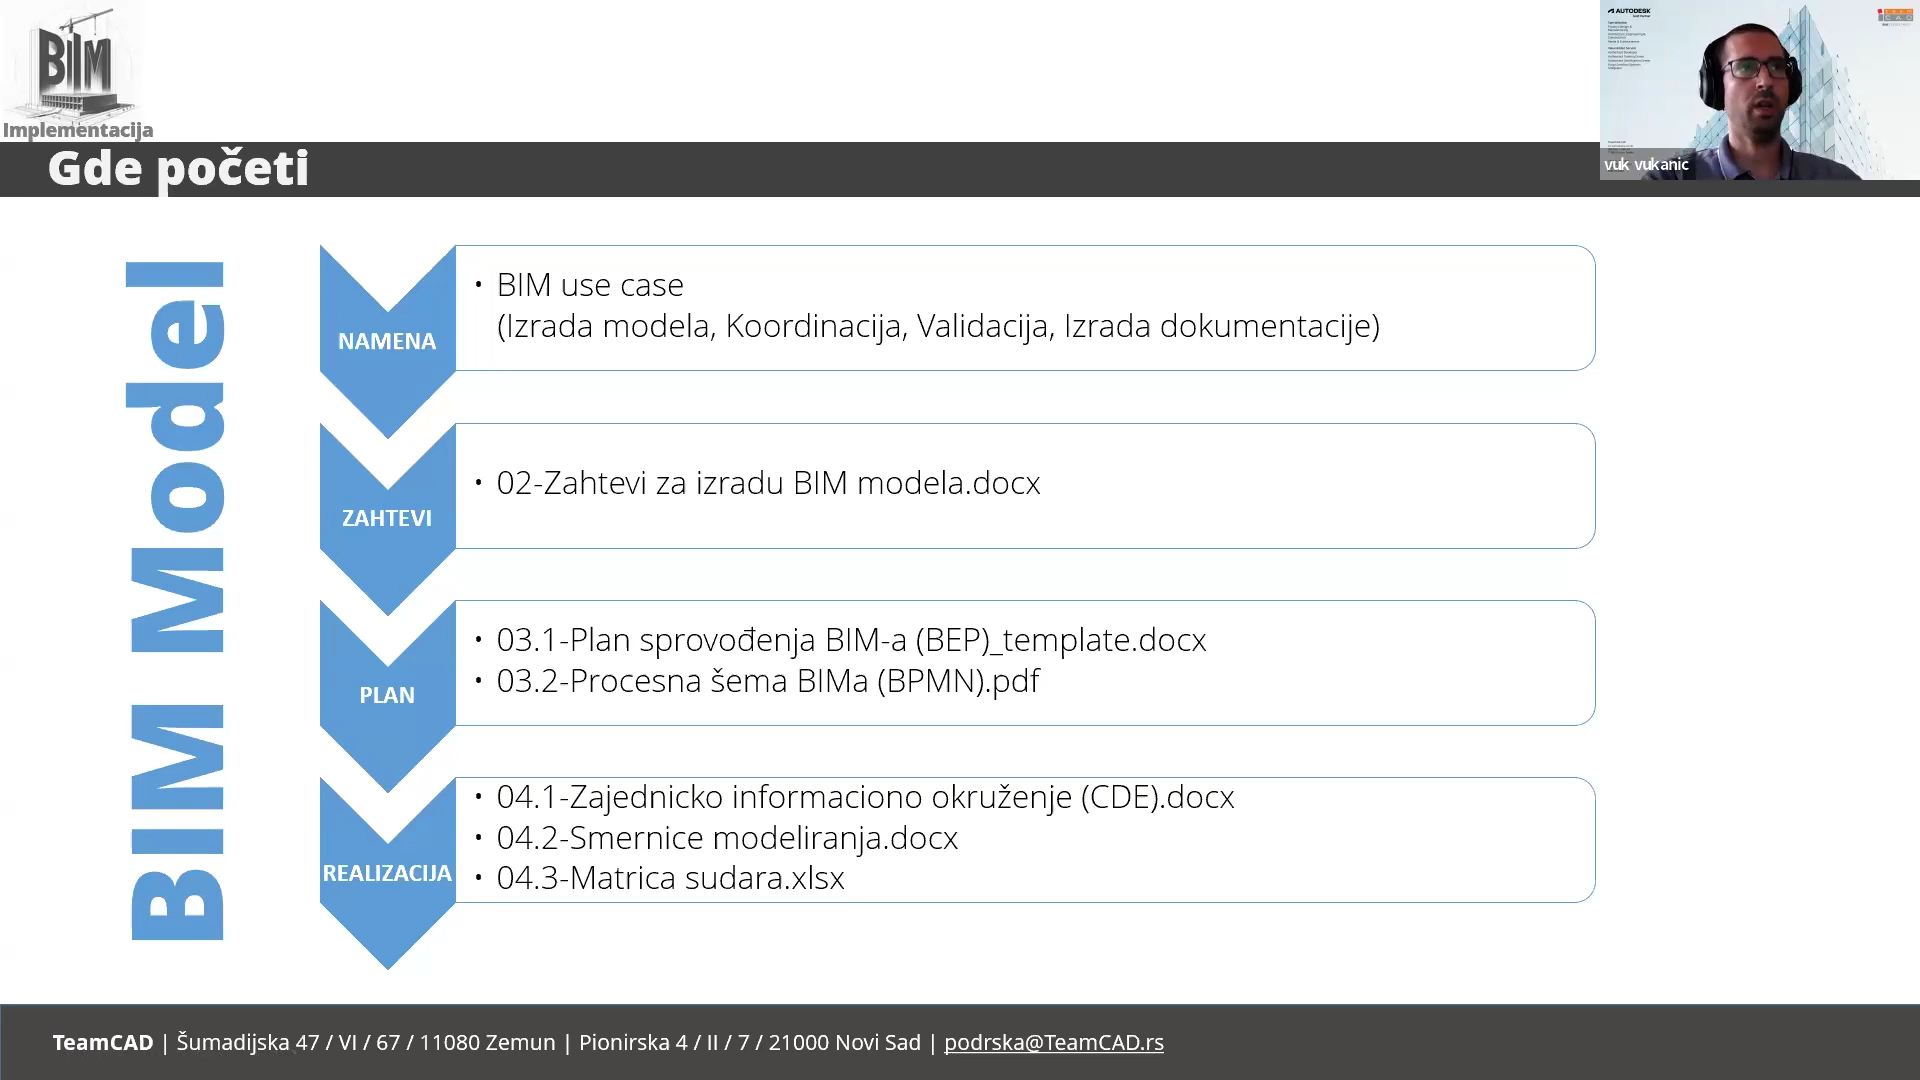 BIM
Implementacija
Gde početi
AUTODESK
vuk vukanic
BIM Model
NAMENA
• BIM use case
(Izrada modela, Koordinacija, Validacija, Izrada dokumentacije)
ZAHTEVI
• 02-Zahtevi za izradu BIM modela.docx
PLAN
• 03.1-Plan sprovođenja BIM-a (BEP)_template.docx
• 03.2-Procesna šema BIMa (BPMN).pdf
REALIZACIJA
• 04.1-Zajednicko informaciono okruženje (CDE).docx
• 04.2-Smernice modeliranja.docx
• 04.3-Matrica sudara.xlsx
TeamCAD | Šumadijska 47 / VI / 67 / 11080 Zemun | Pionirska 4 / II / 7 / 21000 Novi Sad | podrska@TeamCAD.rs